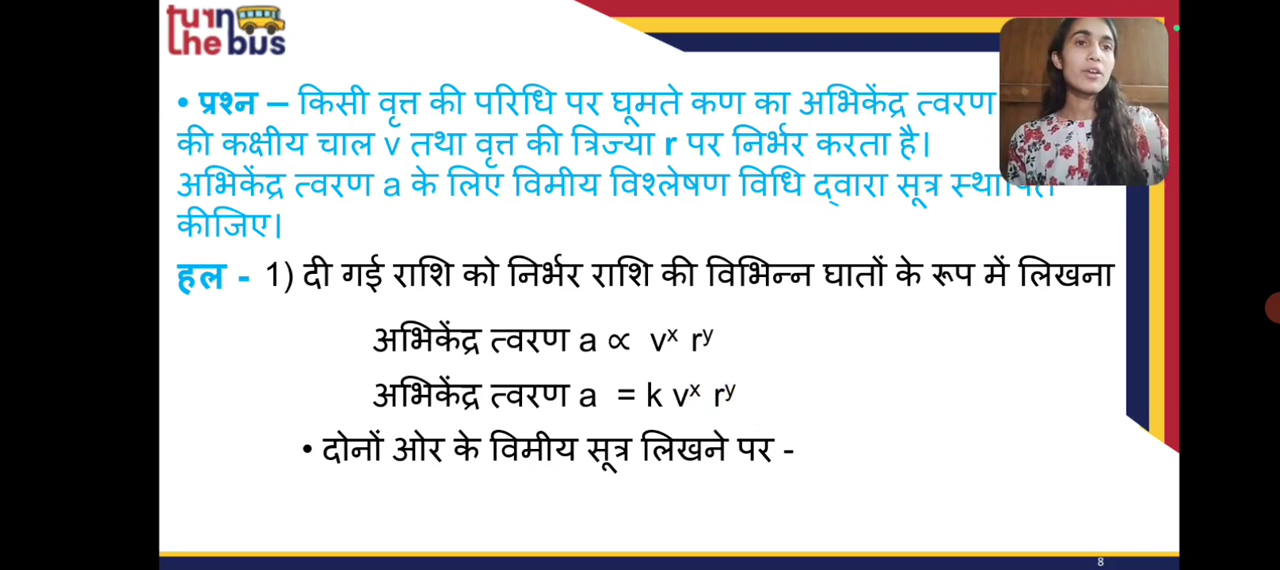 turn
the bus
• प्रश्न – किसी वृत्त की परिधि पर घूमते कण का अभिकेंद्र त्वरण
की कक्षीय चाल v तथा वृत्त की त्रिज्या r पर निर्भर करता है।
अभिकेंद्र त्वरण a के लिए विमीय विश्लेषण विधि द्वारा सूत्र
कीजिए।
हल - 1) दी गई राशि को निर्भर राशि की विभिन्न घातों के रूप में लिखना
अभिकेंद्र त्वरण a ∝ vˣ rʸ
अभिकेंद्र त्वरण a = k vˣ rʸ
• दोनों ओर के विमीय सूत्र लिखने पर -
8